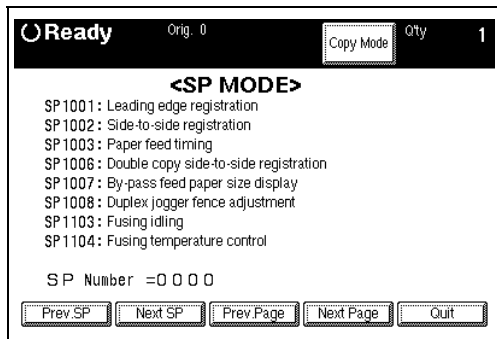 Ready Orig. 0 Copy Mode Q'ty 1
<SP MODE>
SP1001: Leading edge registration
SP1002: Side-to-side registration
SP1003: Paper feed timing
SP1006: Double copy side-to-side registration
SP1007: By-pass feed paper size display
SP1008: Duplex jogger fence adjustment
SP1103: Fusing idling
SP1104: Fusing temperature control
SP Number =0000
Prev.SP Next SP Prev.Page Next Page Quit